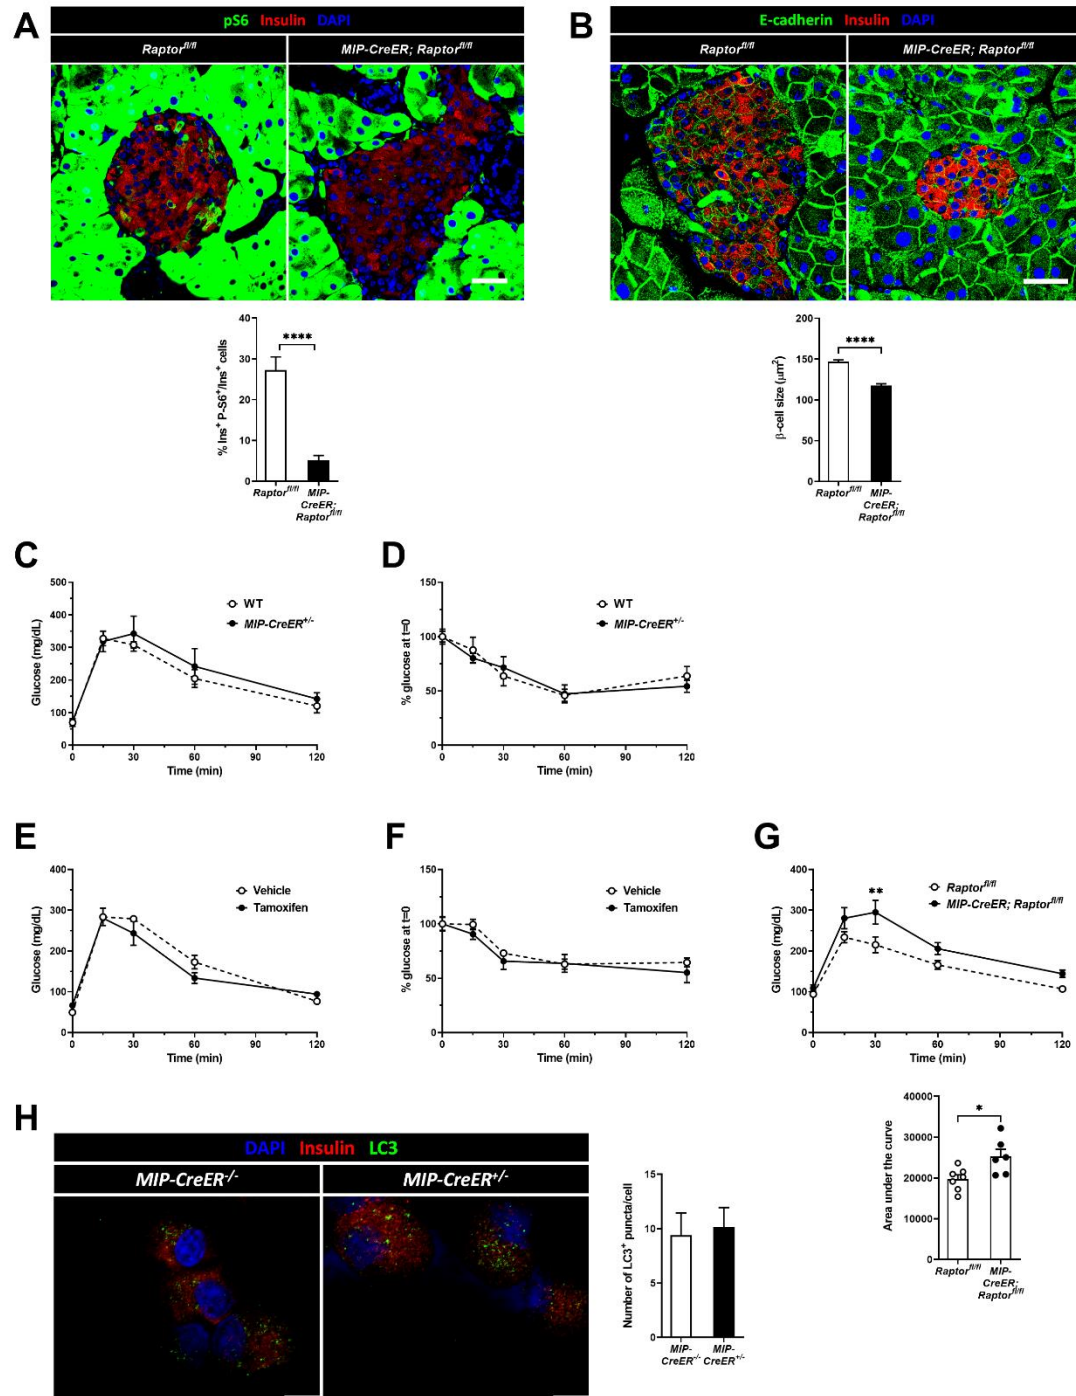 A
pS6 Insulin DAPI
Raptorfl/fl
MIP-CreER; Raptorfl/fl
% Ins+ P-S6+/Ins+ cells
40
30
20
10
0
****
Raptorfl/fl
MIP-
CreER;
Raptorfl/fl
B
E-cadherin Insulin DAPI
Raptorfl/fl
MIP-CreER; Raptorfl/fl
β-cell size (µm2)
200
150
100
50
0
****
Raptorfl/fl
MIP-
CreER;
Raptorfl/fl
C
Glucose (mg/dL)
500
400
300
200
100
0
WT
MIP-CreER+/-
0 30 60 90 120
Time (min)
D
% glucose at t=0
150
100
50
0
WT
MIP-CreER+/-
0 30 60 90 120
Time (min)
E
Glucose (mg/dL)
400
300
200
100
0
Vehicle
Tamoxifen
0 30 60 90 120
Time (min)
F
% glucose at t=0
150
100
50
0
Vehicle
Tamoxifen
0 30 60 90 120
Time (min)
G
Glucose (mg/dL)
400
300
200
100
0
**
Raptorfl/fl
MIP-CreER; Raptorfl/fl
0 30 60 90 120
Time (min)
Area under the curve
40000
30000
20000
10000
0
*
Raptorfl/fl
MIP-
CreER;
Raptorfl/fl
H
DAPI Insulin LC3
MIP-CreER-/-
MIP-CreER+/-
Number of LC3+ puncta/cell
15
10
5
0
MIP-
CreER-/-
MIP-
CreER+/-